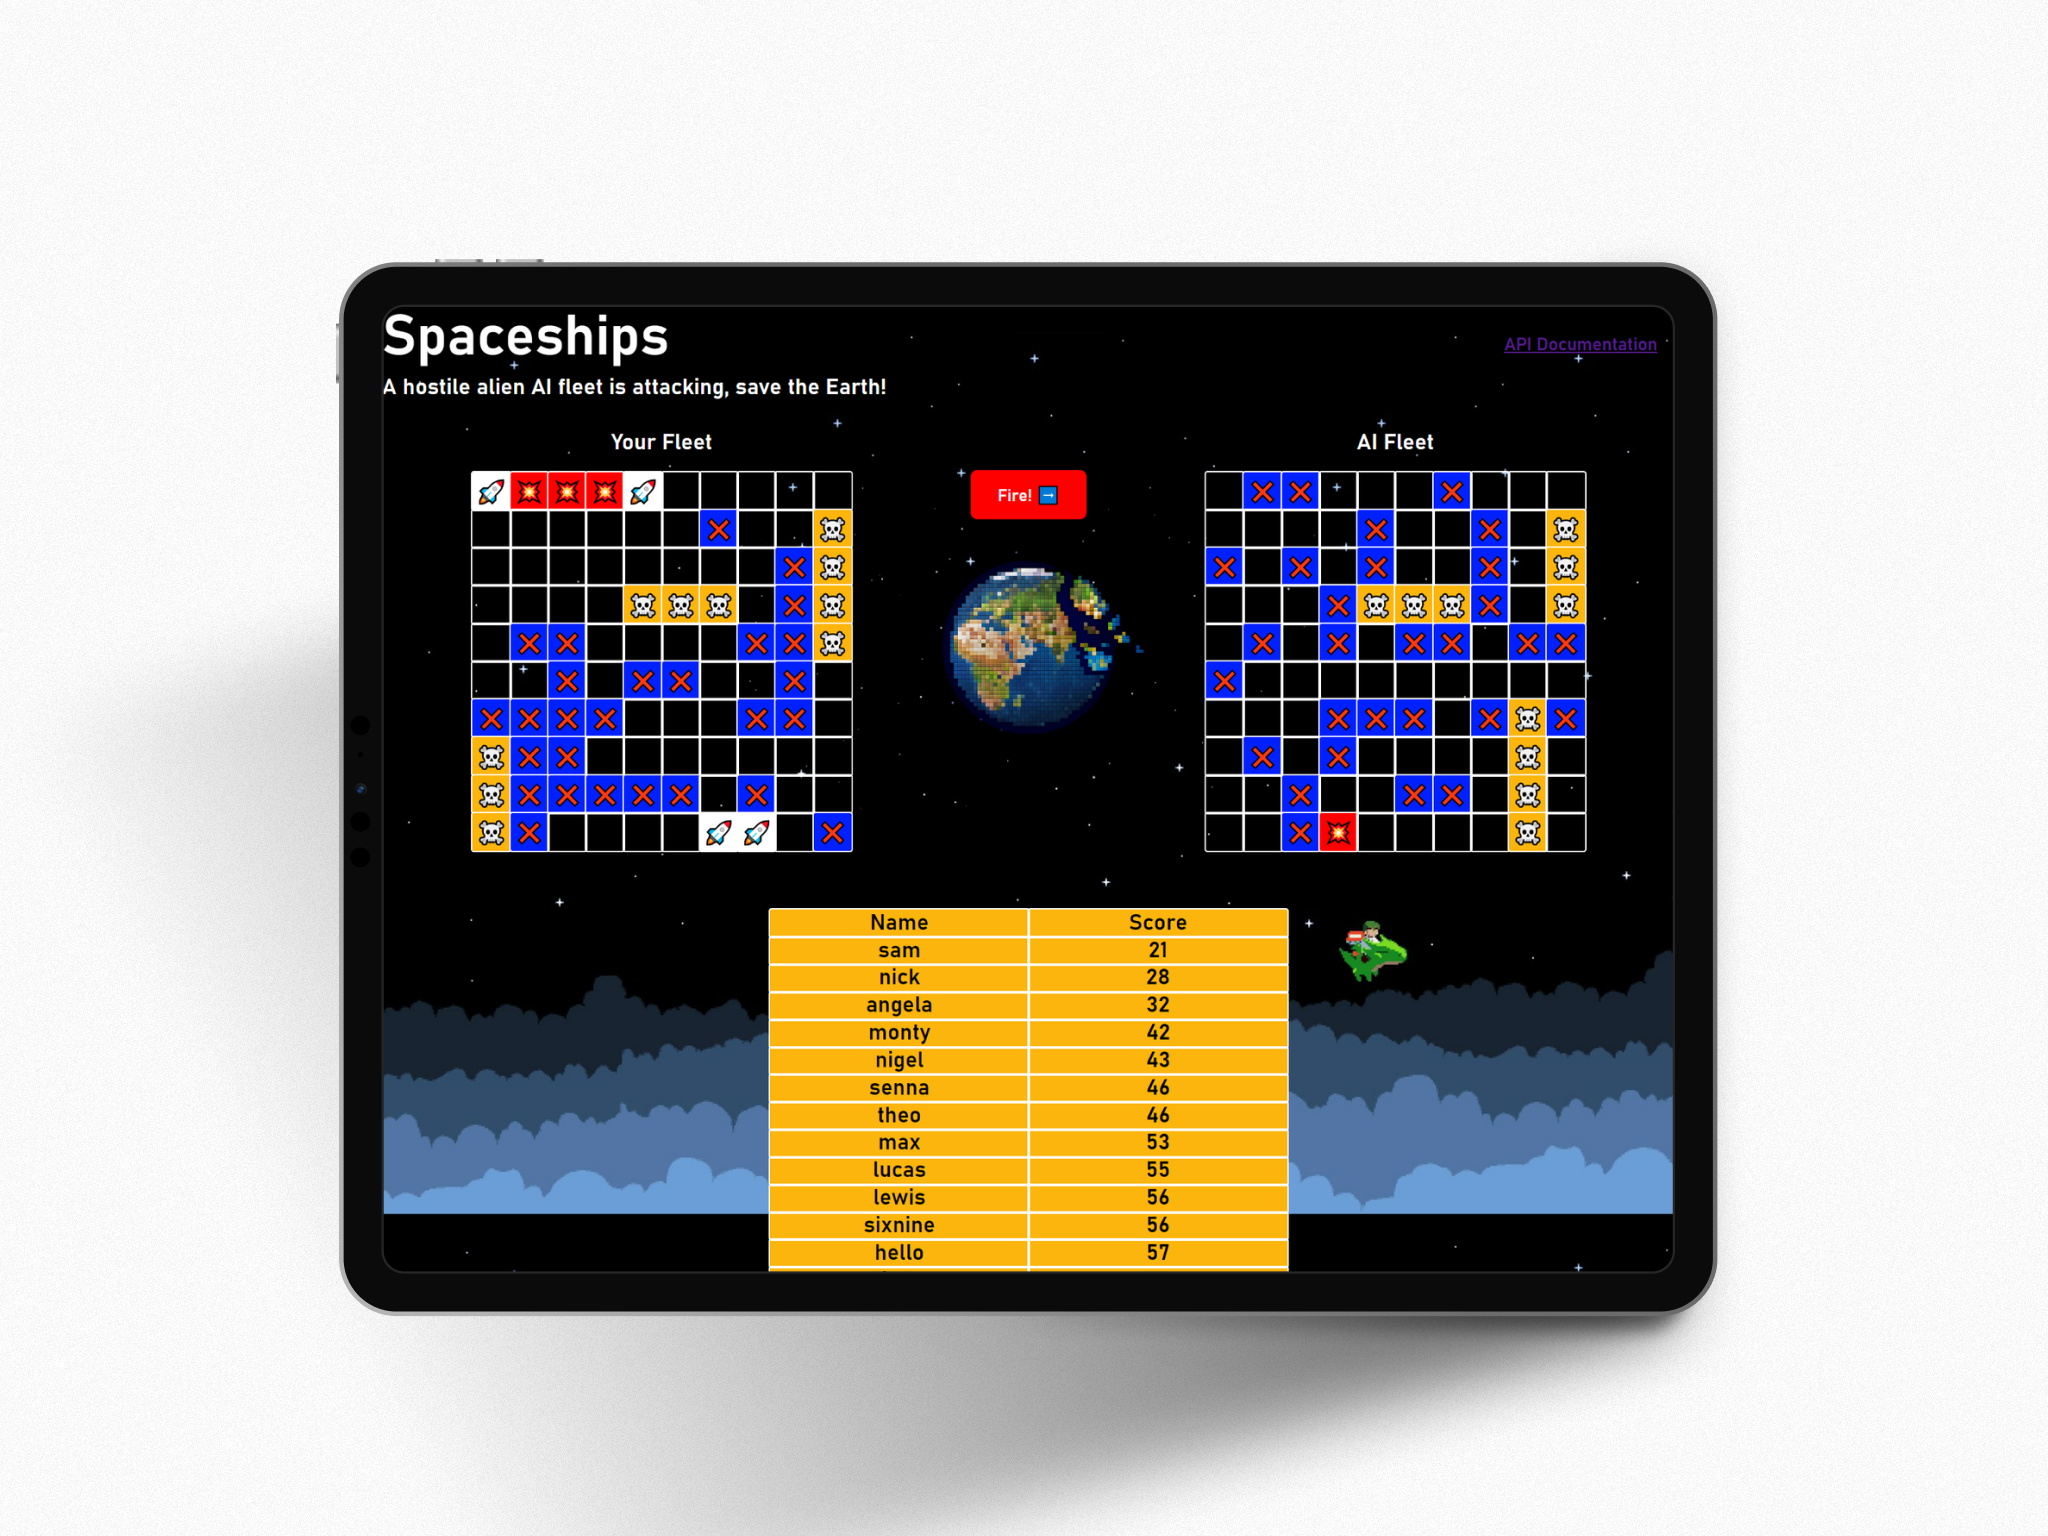 Spaceships
API Documentation
A hostile alien AI fleet is attacking, save the Earth!
Your Fleet
Fire!
AI Fleet
Name Score
sam 21
nick 28
angela 32
monty 42
nigel 43
senna 46
theo 46
max 53
lucas 55
lewis 56
sixnine 56
hello 57